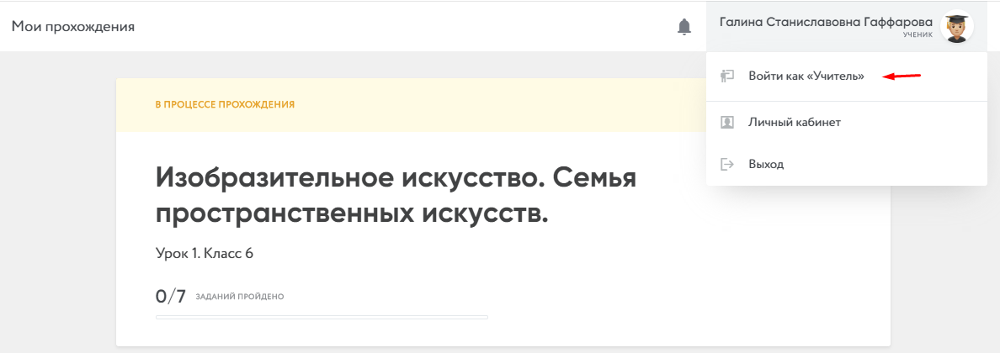 Мои прохождения
Галина Станиславовна Гаффарова
УЧЕНИК
Войти как «Учитель»
Личный кабинет
Выход
В ПРОЦЕССЕ ПРОХОЖДЕНИЯ
Изобразительное искусство. Семья
пространственных искусств.
Урок 1. Класс 6
0/7 ЗАДАНИЙ ПРОЙДЕНО